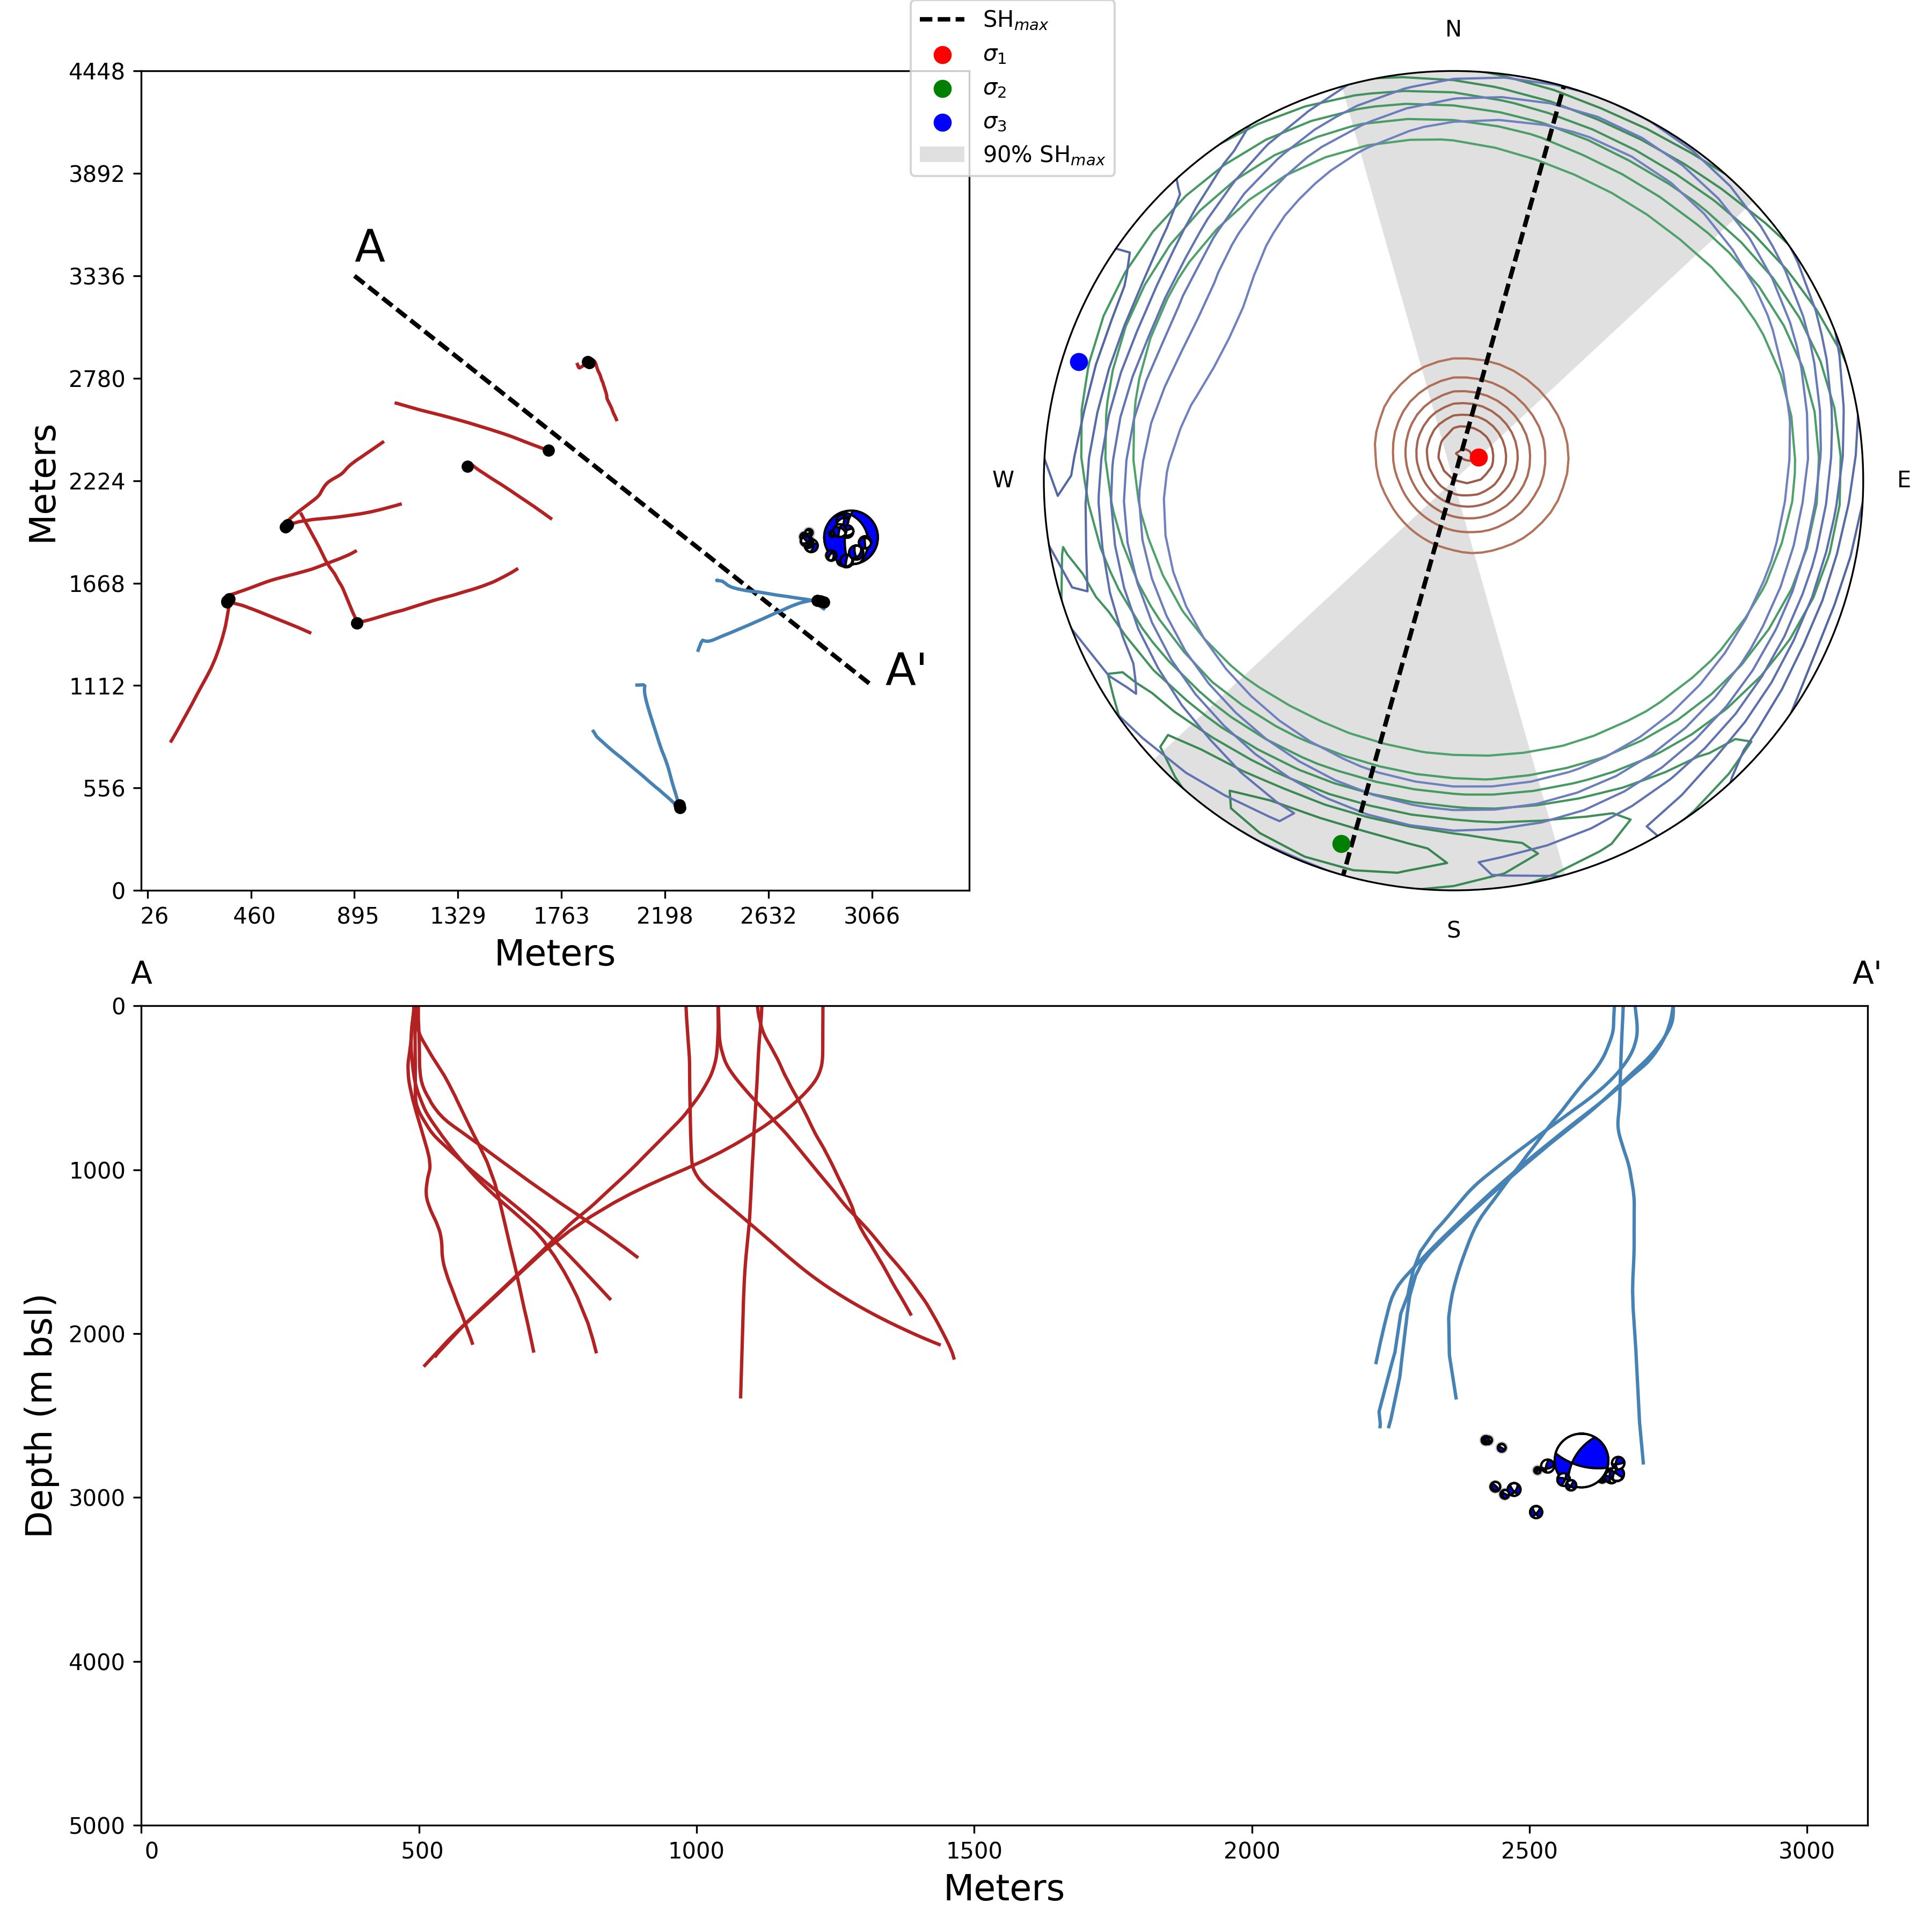 SHmax
σ1
σ2
σ3
90% SHmax
4448
3892
3336
2780
2224
1668
1112
556
0
Meters
A
A'
26 460 895 1329 1763 2198 2632 3066
Meters
N
W
E
S
A A'
0
1000
2000
3000
4000
5000
Depth (m bsl)
0 500 1000 1500 2000 2500 3000
Meters